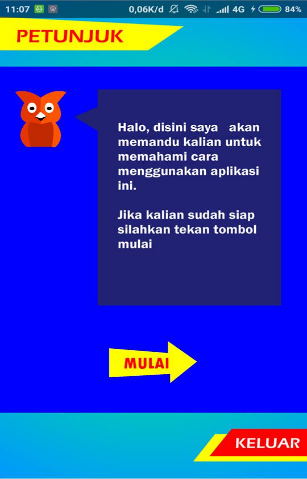 11:07 0,06K/d 4G 84%
PETUNJUK
Halo, disini saya akan
memandu kalian untuk
memahami cara
menggunakan aplikasi
ini.
Jika kalian sudah siap
silahkan tekan tombol
mulai
MULAI
KELUAR